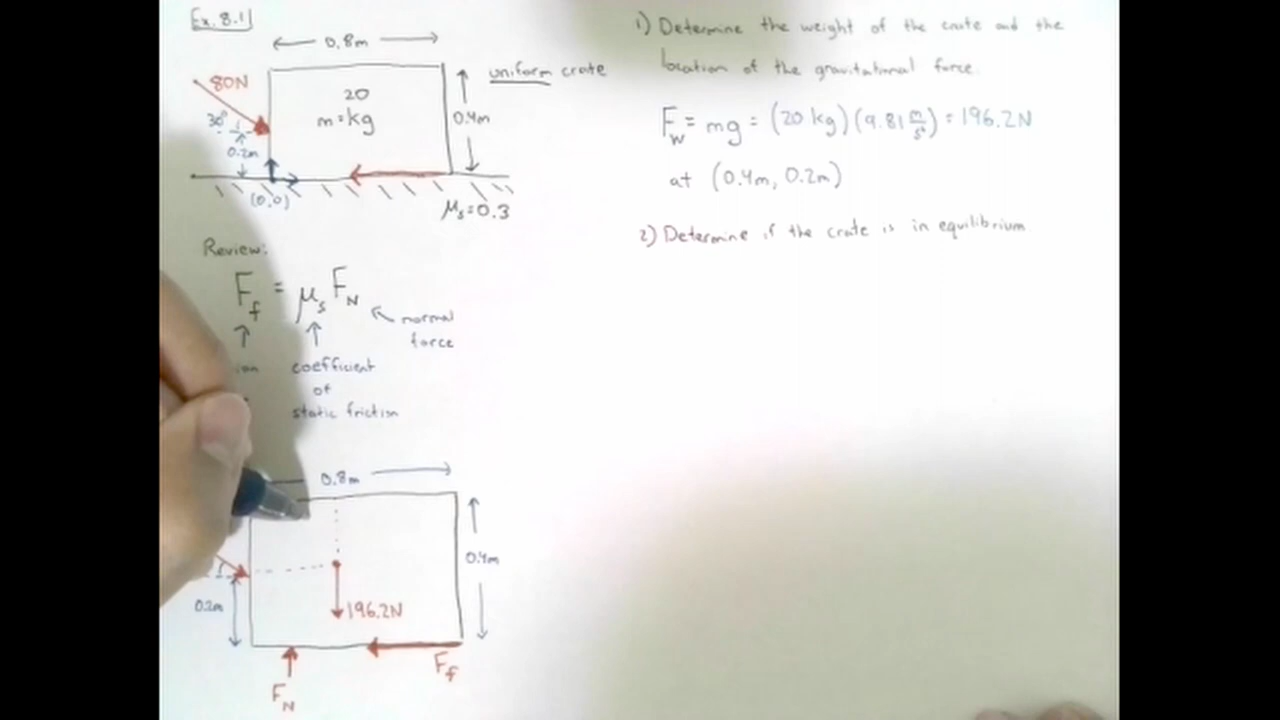 Ex. 8.1
0.8m
80N
30°
0.2m
20
m=kg
0.4m
uniform crate
(0,0)
μs=0.3
Review:
Ff = μs FN
normal
force
coefficient
of
static friction
0.8m
0.4m
0.2m
196.2N
Ff
FN
1) Determine the weight of the crate and the
location of the gravitational force.
Fw = mg = (20 kg)(9.81 m/s²) = 196.2N
at (0.4m, 0.2m)
2) Determine if the crate is in equilibrium